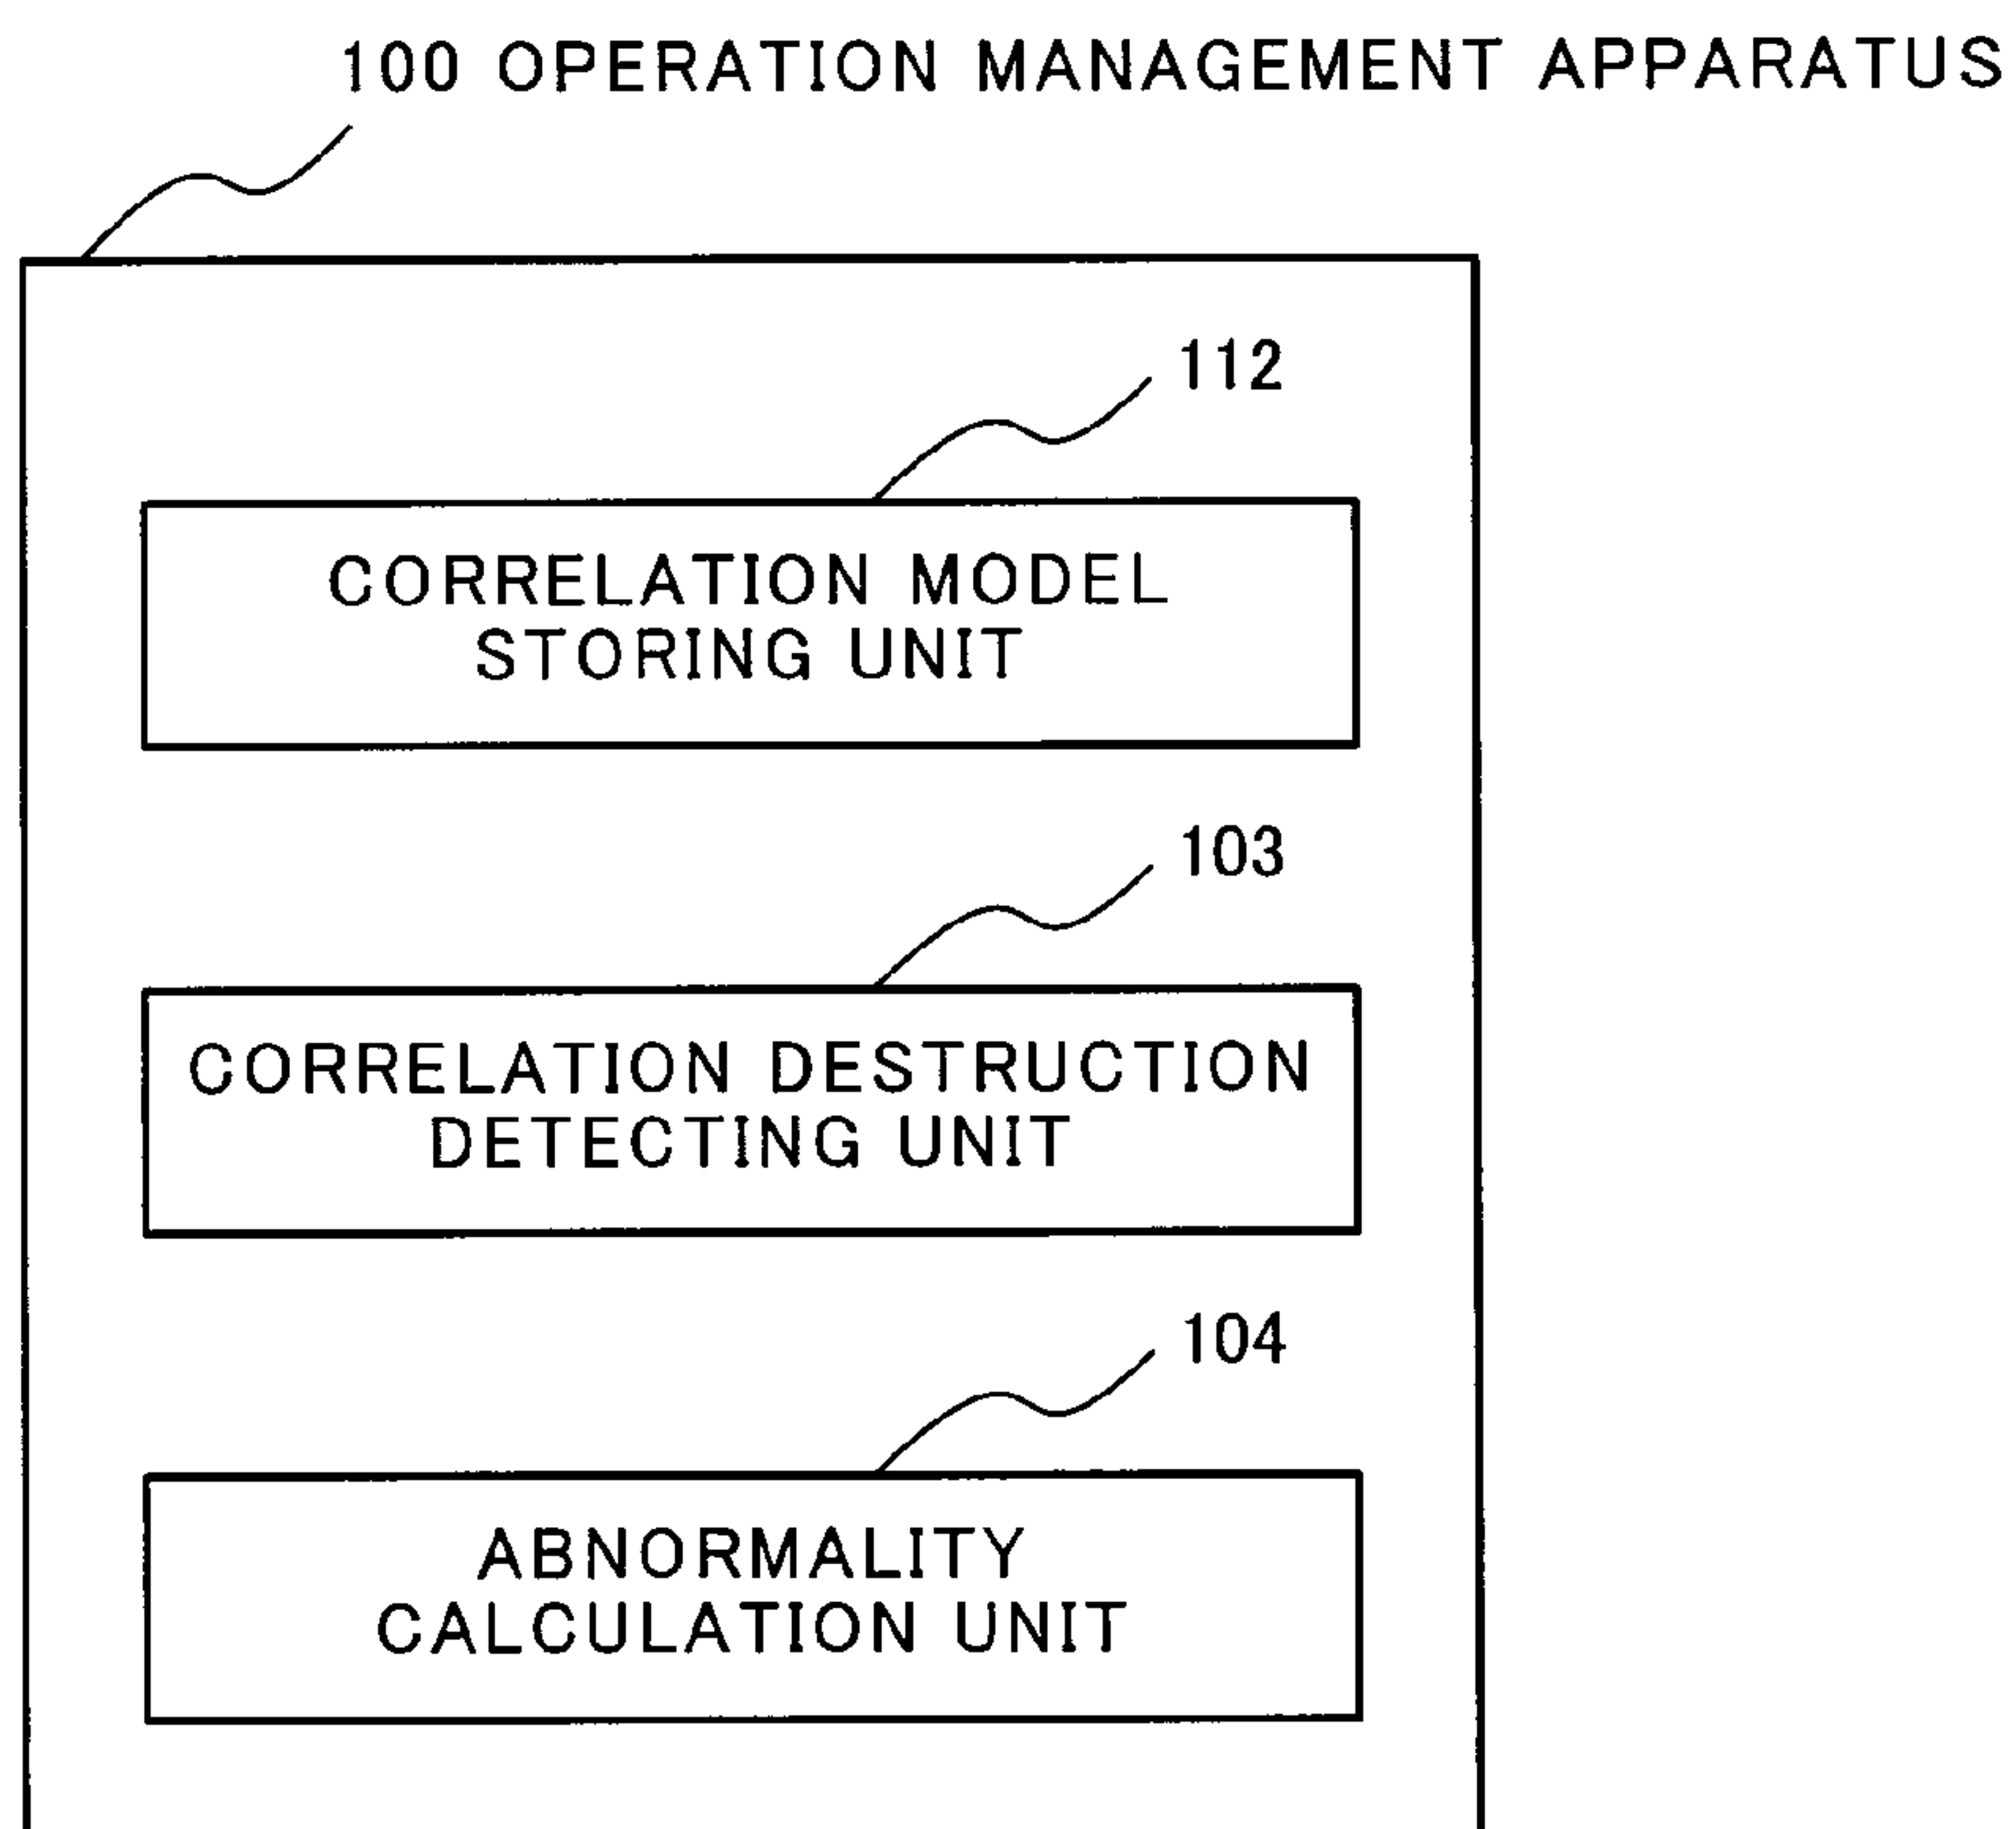 100 OPERATION MANAGEMENT APPARATUS
112
CORRELATION MODEL
STORING UNIT
103
CORRELATION DESTRUCTION
DETECTING UNIT
104
ABNORMALITY
CALCULATION UNIT